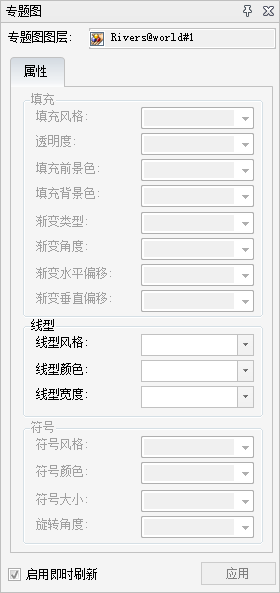 专题图
专题图图层: Rivers@world#1
属性
填充
填充风格:
透明度:
填充前景色:
填充背景色:
渐变类型:
渐变角度:
渐变水平偏移:
渐变垂直偏移:
线型
线型风格:
线型颜色:
线型宽度:
符号
符号风格:
符号颜色:
符号大小:
旋转角度:
启用即时刷新 应用